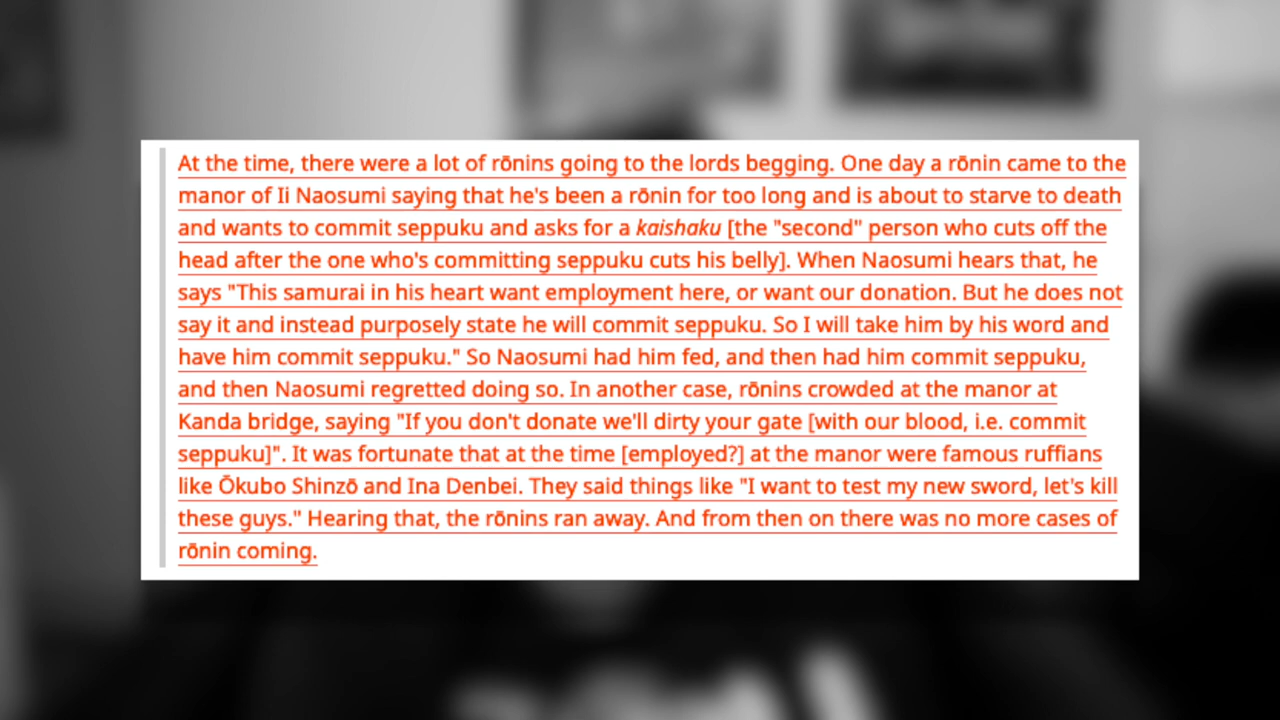 At the time, there were a lot of rōnins going to the lords begging. One day a rōnin came to the
manor of Ii Naosumi saying that he's been a rōnin for too long and is about to starve to death
and wants to commit seppuku and asks for a kaishaku [the "second" person who cuts off the
head after the one who's committing seppuku cuts his belly]. When Naosumi hears that, he
says "This samurai in his heart want employment here, or want our donation. But he does not
say it and instead purposely state he will commit seppuku. So I will take him by his word and
have him commit seppuku." So Naosumi had him fed, and then had him commit seppuku,
and then Naosumi regretted doing so. In another case, rōnins crowded at the manor at
Kanda bridge, saying "If you don't donate we'll dirty your gate [with our blood, i.e. commit
seppuku]". It was fortunate that at the time [employed?] at the manor were famous ruffians
like Ōkubo Shinzō and Ina Denbei. They said things like "I want to test my new sword, let's kill
these guys." Hearing that, the rōnins ran away. And from then on there was no more cases of
rōnin coming.